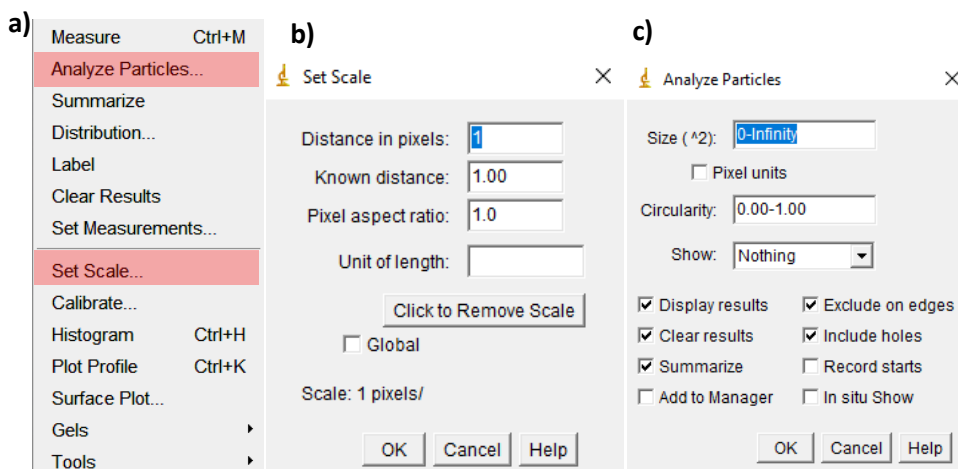 a)
Measure Ctrl+M
Analyze Particles...
Summarize
Distribution...
Label
Clear Results
Set Measurements...
Set Scale...
Calibrate...
Histogram Ctrl+H
Plot Profile Ctrl+K
Surface Plot...
Gels
Tools
b)
Set Scale
Distance in pixels: 1
Known distance: 1.00
Pixel aspect ratio: 1.0
Unit of length:
Click to Remove Scale
Global
Scale: 1 pixels/
OK Cancel Help
c)
Analyze Particles
Size ( ^2): 0-Infinity
Pixel units
Circularity: 0.00-1.00
Show: Nothing
Display results Exclude on edges
Clear results Include holes
Summarize Record starts
Add to Manager In situ Show
OK Cancel Help